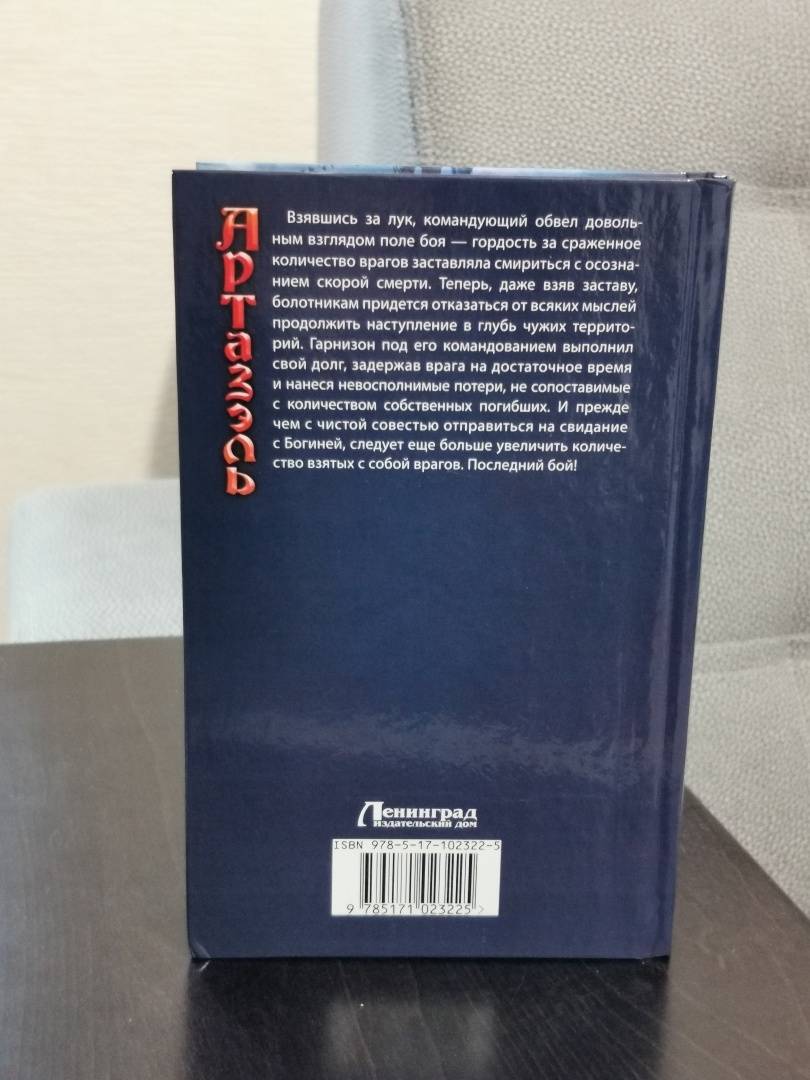 Артазэль
Взявшись за лук, командующий обвел доволь-
ным взглядом поле боя — гордость за сраженное
количество врагов заставляла смириться с осозна-
нием скорой смерти. Теперь, даже взяв заставу,
болотникам придется отказаться от всяких мыслей
продолжить наступление в глубь чужих террито-
рий. Гарнизон под его командованием выполнил
свой долг, задержав врага на достаточное время
и нанеся невосполнимые потери, не сопоставимые
с количеством собственных погибших. И прежде
чем с чистой совестью отправиться на свидание
с Богиней, следует еще больше увеличить количе-
ство взятых с собой врагов. Последний бой!
Ленинград
издательский дом
ISBN 978-5-17-102322-5
9 785171 023225 >